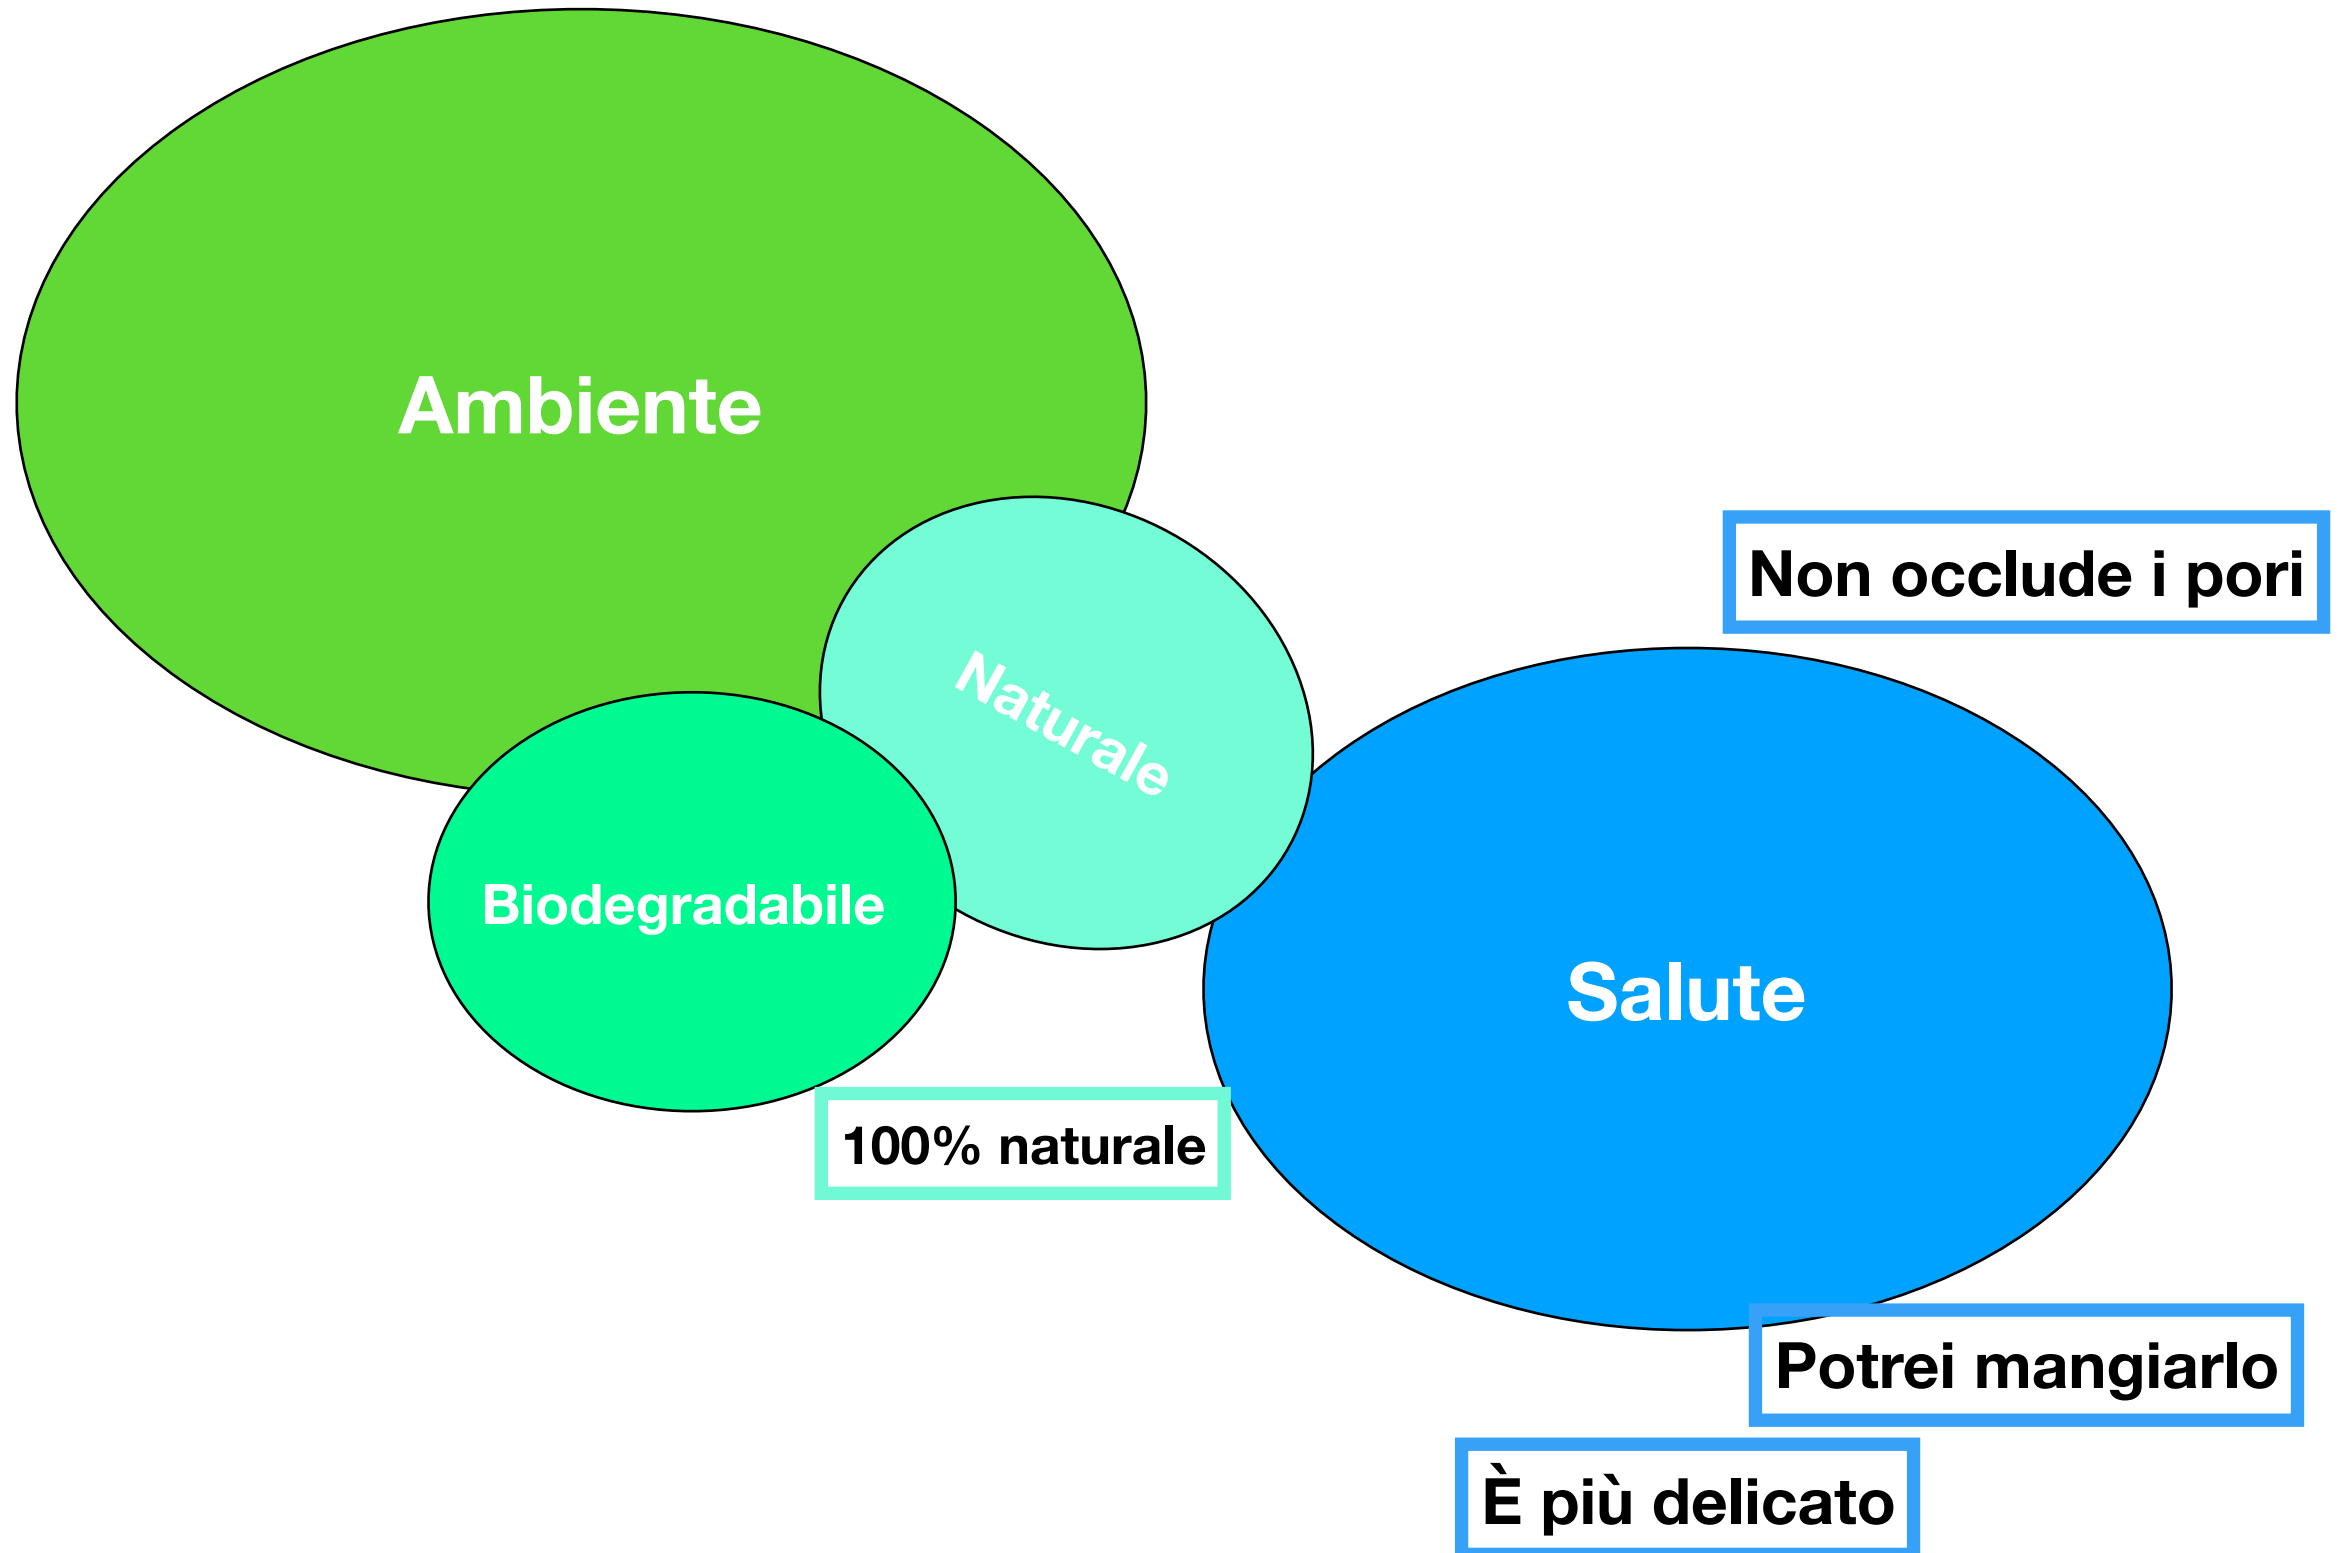 Ambiente
Non occlude i pori
Naturale
Biodegradabile
Salute
100% naturale
Potrei mangiarlo
È più delicato